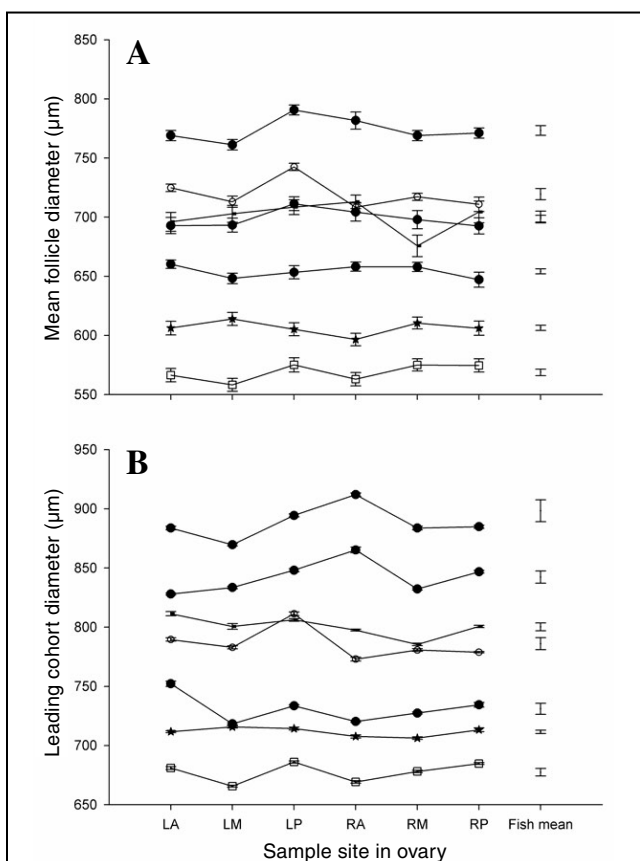 A
Mean follicle diameter (µm)
850
800
750
700
650
600
550
B
Leading cohort diameter (µm)
950
900
850
800
750
700
650
LA LM LP RA RM RP Fish mean
Sample site in ovary